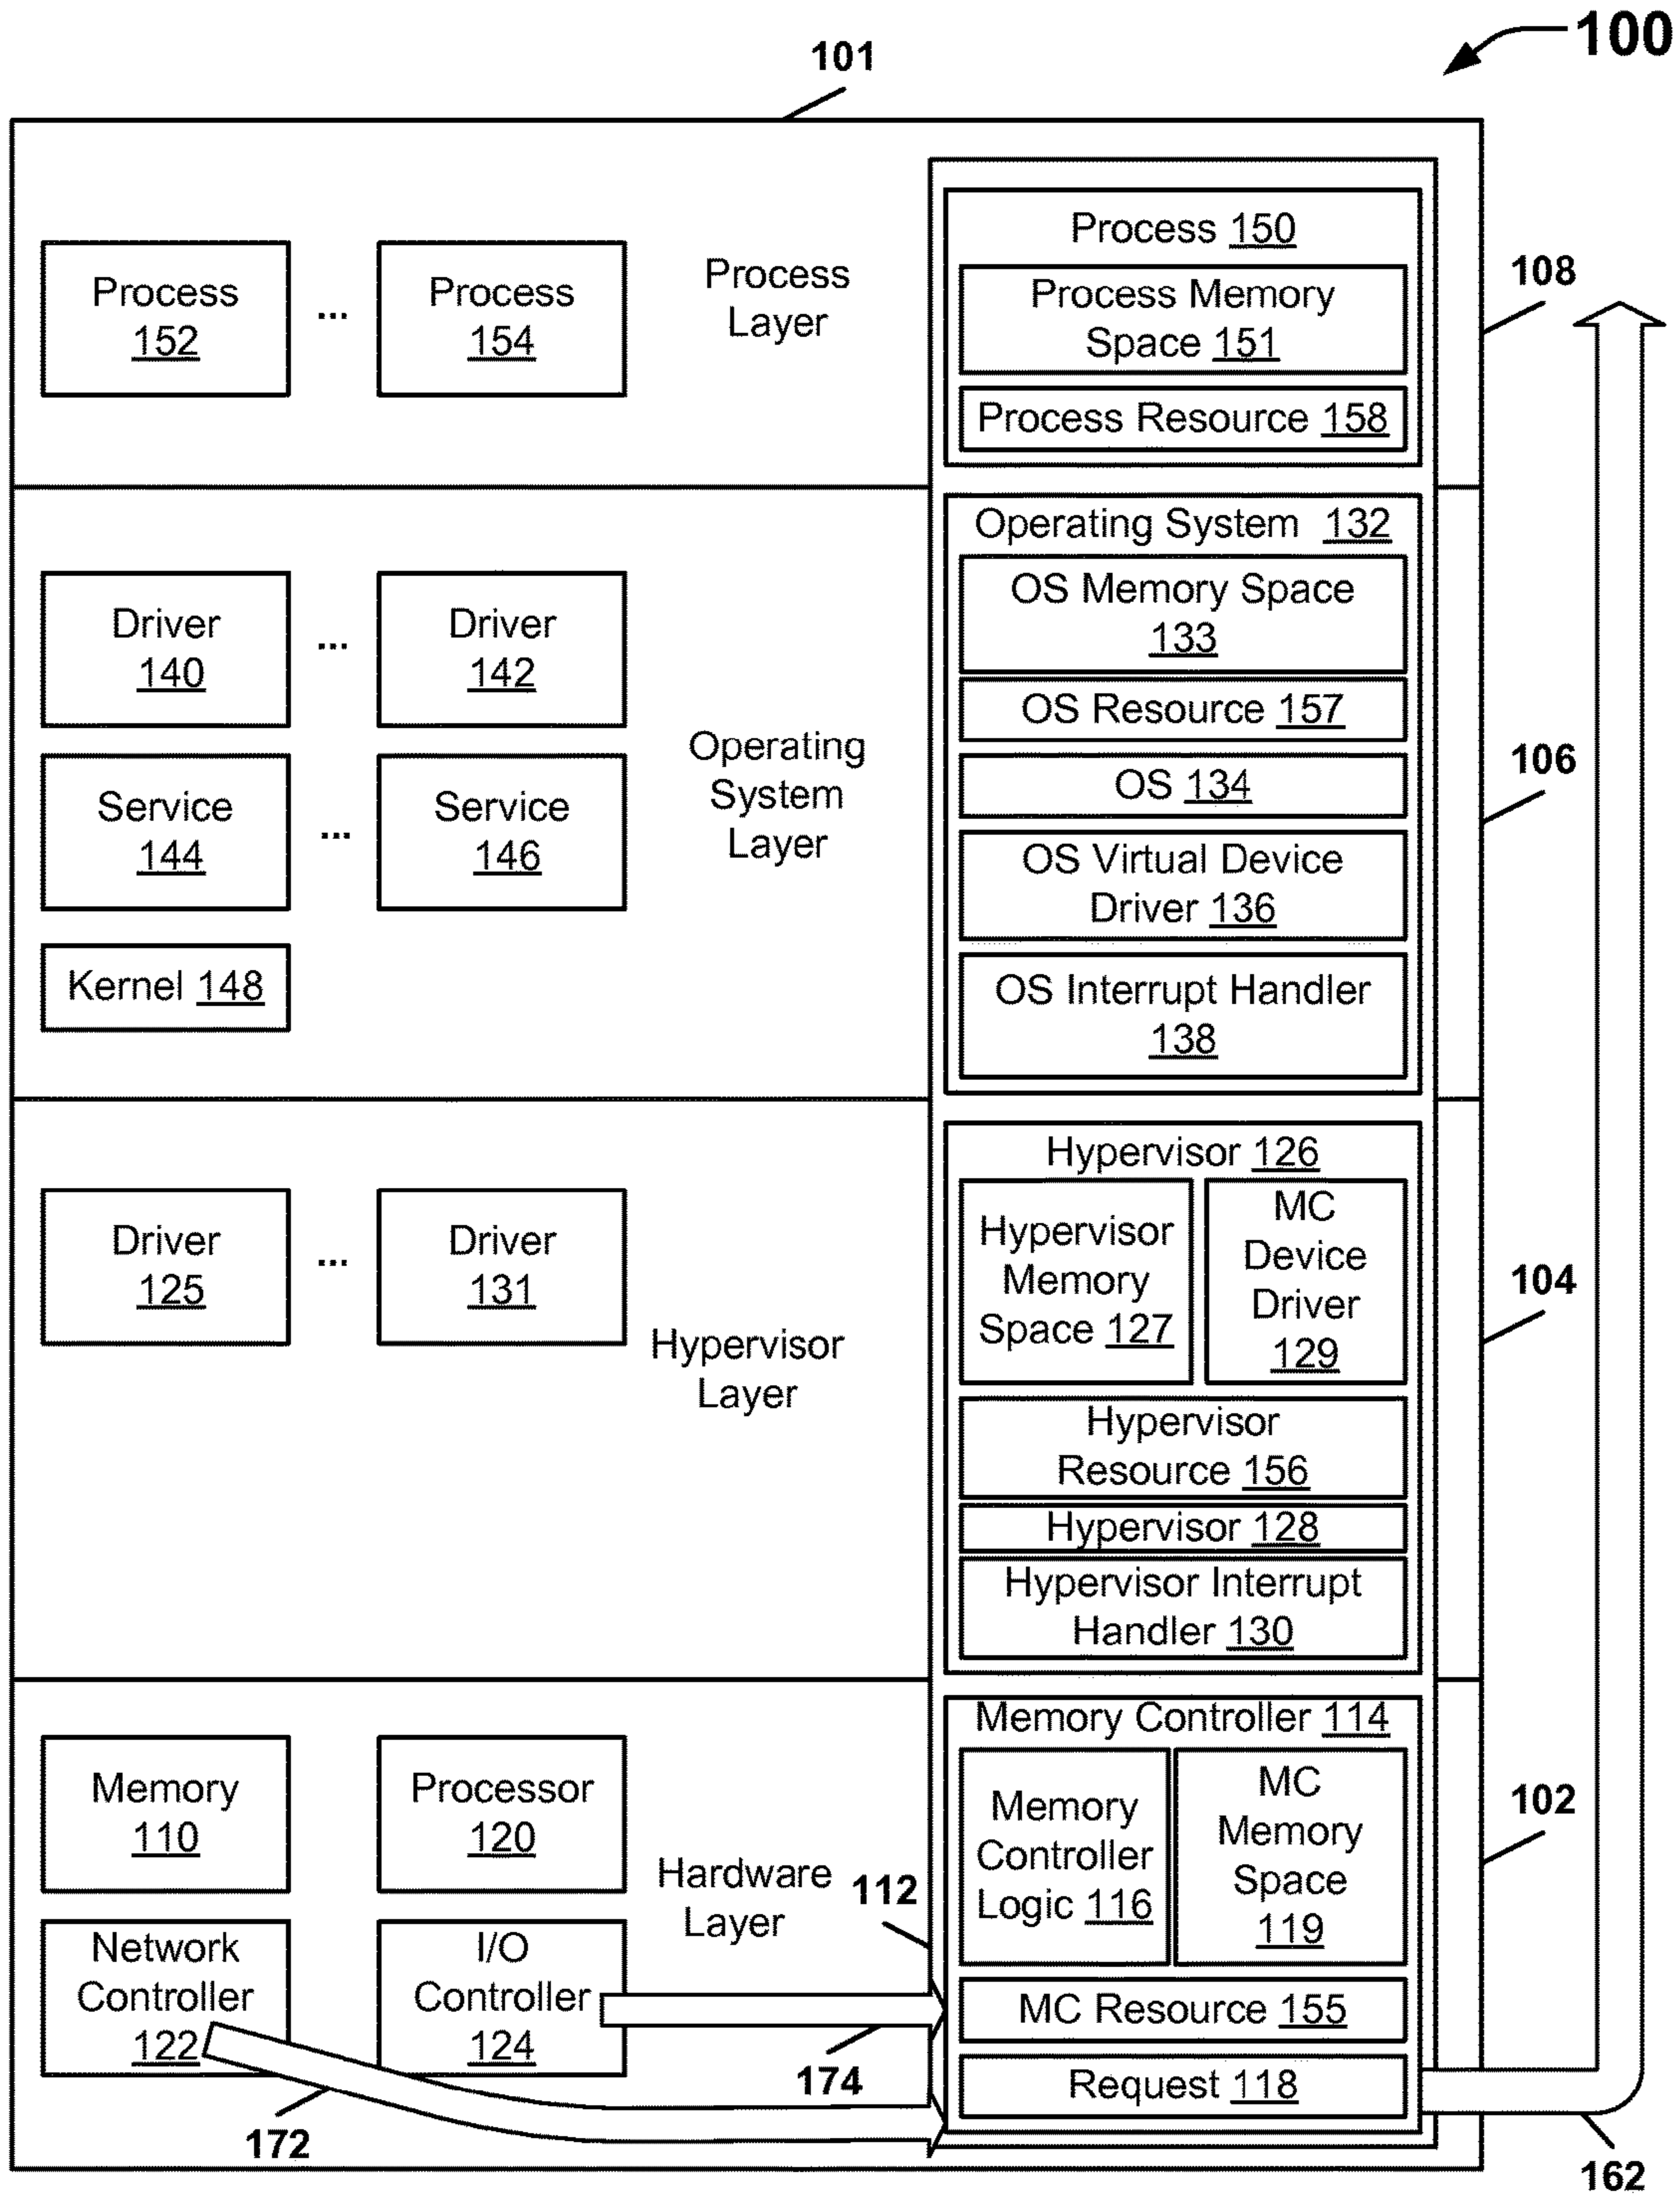 100
101
Process
152
...
Process
154
Process
Layer
Process 150
Process Memory
Space 151
Process Resource 158
108
Driver
140
...
Driver
142
Service
144
...
Service
146
Kernel 148
Operating
System
Layer
Operating System 132
OS Memory Space
133
OS Resource 157
OS 134
OS Virtual Device
Driver 136
OS Interrupt Handler
138
106
Driver
125
...
Driver
131
Hypervisor
Layer
Hypervisor 126
Hypervisor
Memory
Space 127
MC
Device
Driver
129
Hypervisor
Resource 156
Hypervisor 128
Hypervisor Interrupt
Handler 130
104
Memory
110
Processor
120
Network
Controller
122
I/O
Controller
124
Hardware
Layer
112
Memory Controller 114
Memory
Controller
Logic 116
MC
Memory
Space
119
MC Resource 155
Request 118
102
174
172
162